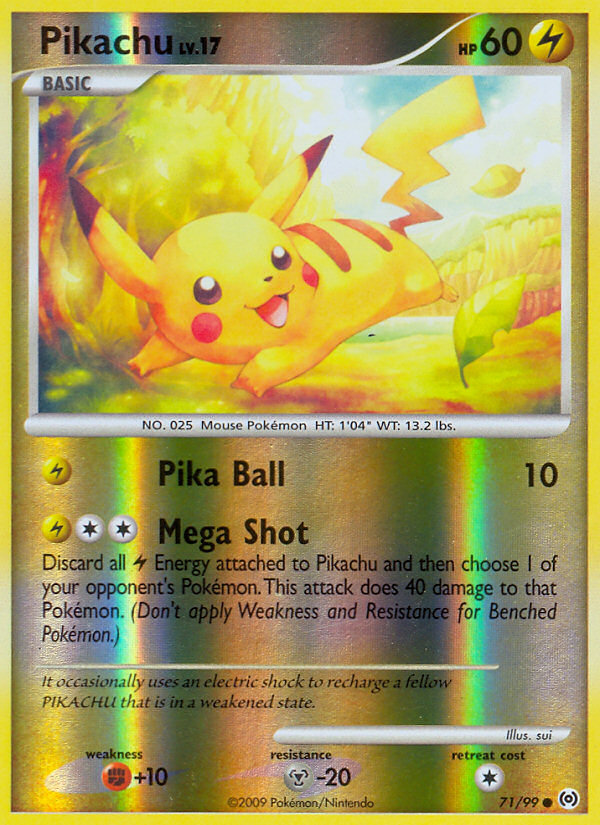 Pikachu LV.17 HP 60
BASIC
NO. 025 Mouse Pokémon HT: 1'04" WT: 13.2 lbs.
Pika Ball 10
Mega Shot
Discard all Energy attached to Pikachu and then choose 1 of
your opponent's Pokémon. This attack does 40 damage to that
Pokémon. (Don't apply Weakness and Resistance for Benched
Pokémon.)
It occasionally uses an electric shock to recharge a fellow
PIKACHU that is in a weakened state.
Illus. sui
weakness resistance retreat cost
+10 -20
©2009 Pokémon/Nintendo 71/99